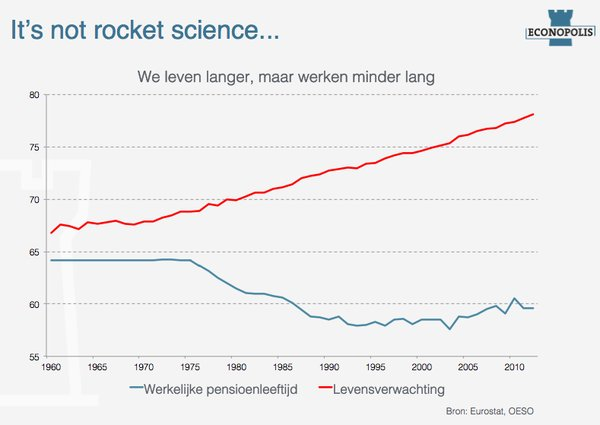 It's not rocket science...
ECONOPOLIS
We leven langer, maar werken minder lang
80
75
70
65
60
55
1960 1965 1970 1975 1980 1985 1990 1995 2000 2005 2010
Werkelijke pensioenleeftijd Levensverwachting
Bron: Eurostat, OESO